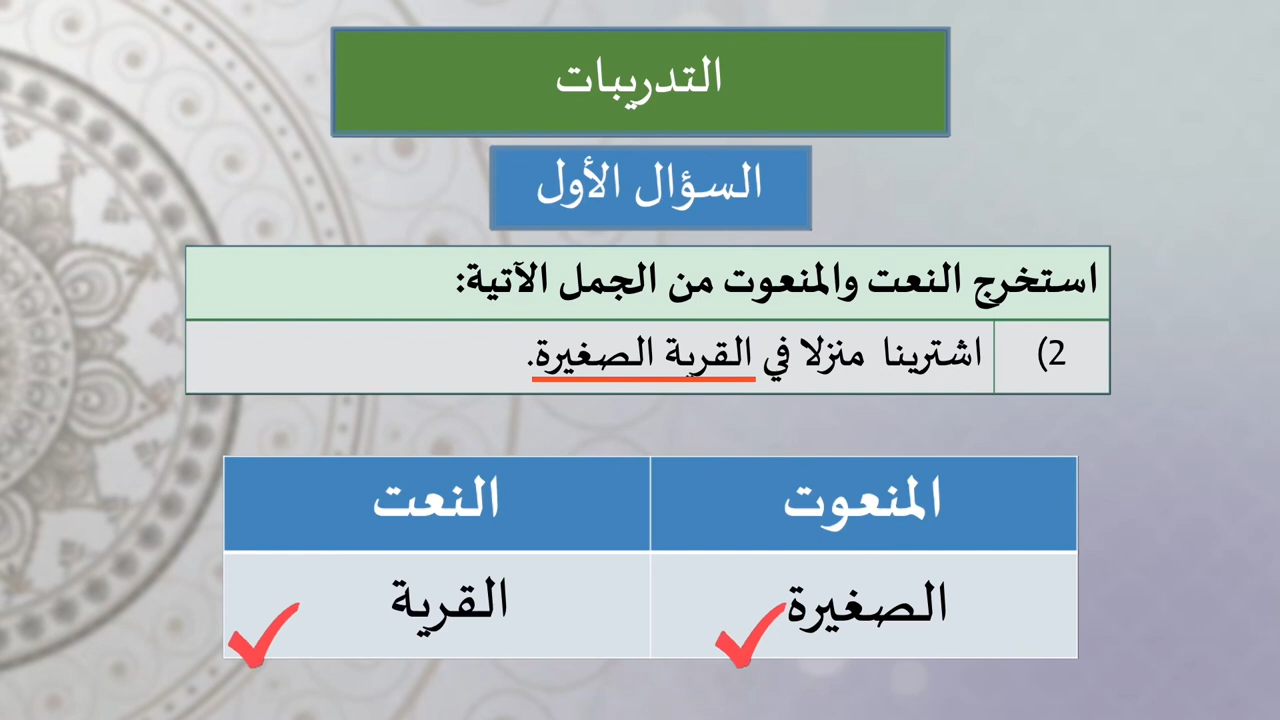 التدريبات
السؤال الأول
استخرج النعت والمنعوت من الجمل الآتية:
2) اشترينا منزلا في القرية الصغيرة.
المنعوت النعت
الصغيرة القرية